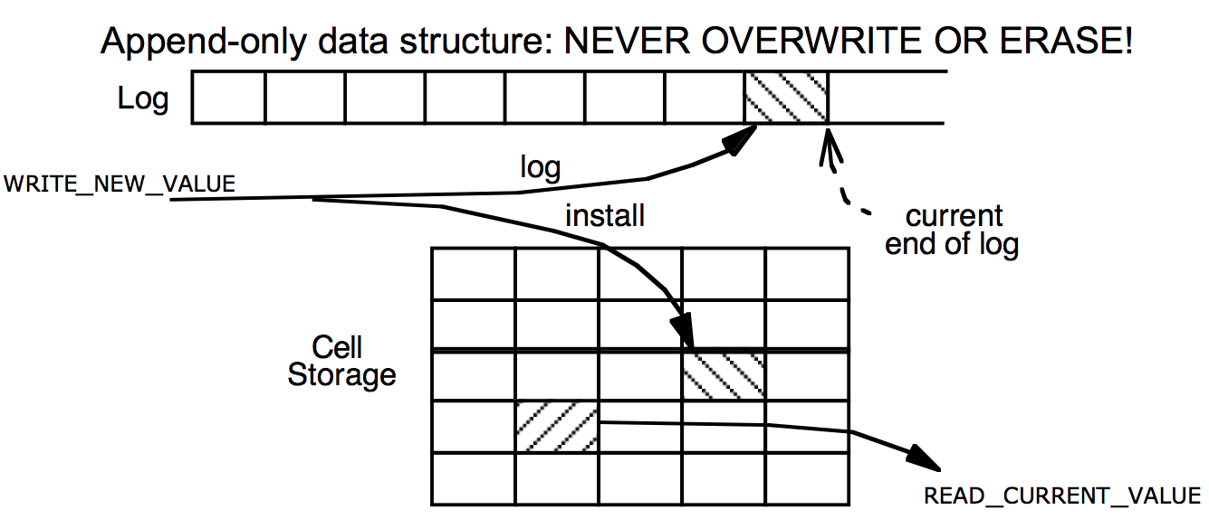 Append-only data structure: NEVER OVERWRITE OR ERASE!
Log
log
WRITE_NEW_VALUE
install
current
end of log
Cell
Storage
READ_CURRENT_VALUE